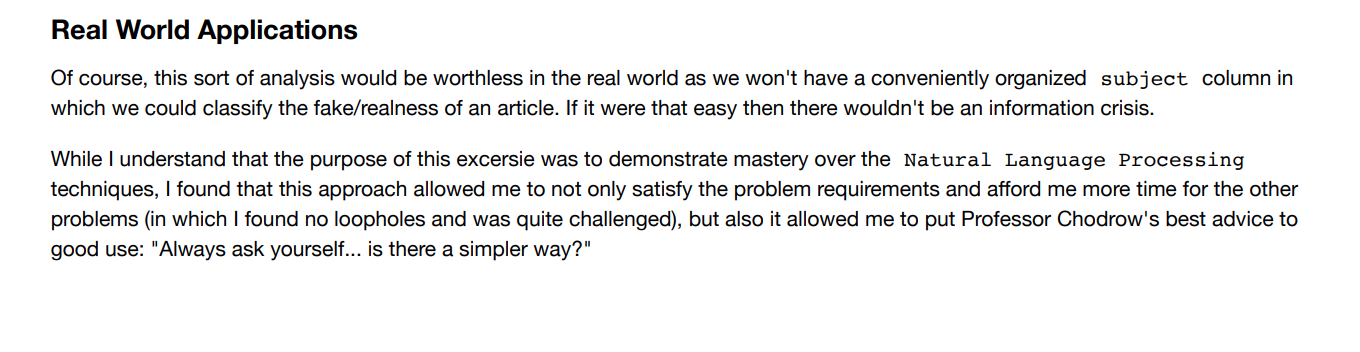 Real World Applications
Of course, this sort of analysis would be worthless in the real world as we won't have a conveniently organized subject column in
which we could classify the fake/realness of an article. If it were that easy then there wouldn't be an information crisis.
While I understand that the purpose of this excersie was to demonstrate mastery over the Natural Language Processing
techniques, I found that this approach allowed me to not only satisfy the problem requirements and afford me more time for the other
problems (in which I found no loopholes and was quite challenged), but also it allowed me to put Professor Chodrow's best advice to
good use: "Always ask yourself... is there a simpler way?"